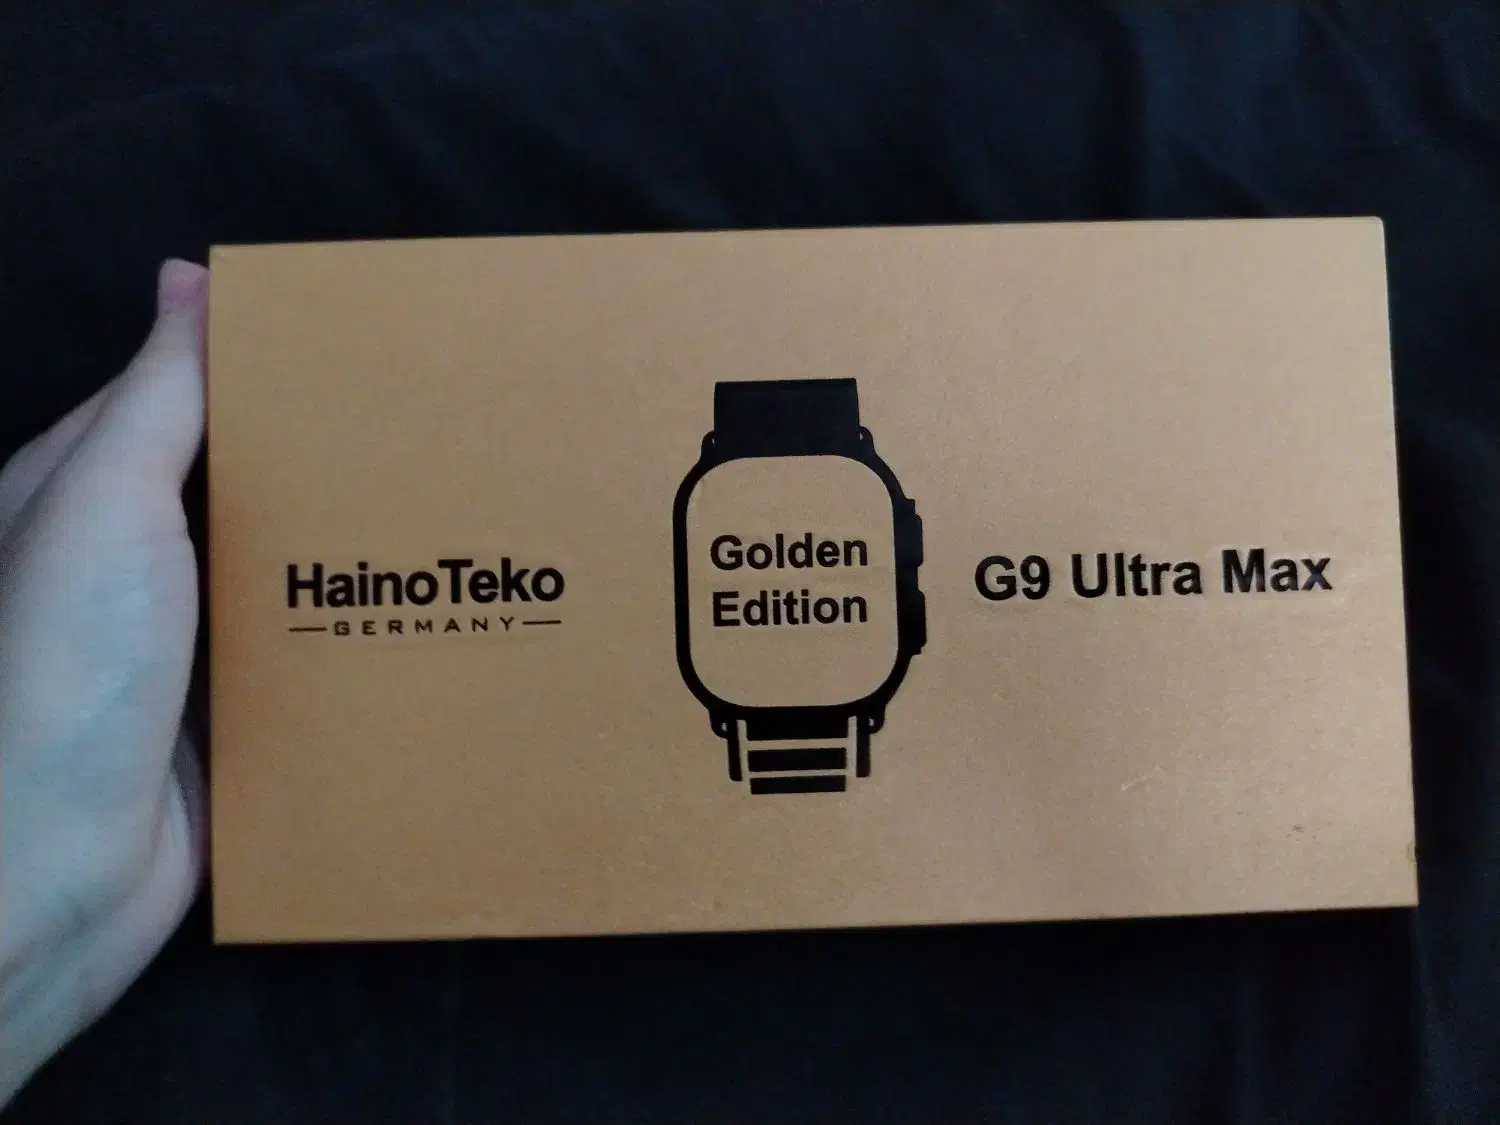 HainoTeko
GERMANY
Golden
Edition
G9 Ultra Max